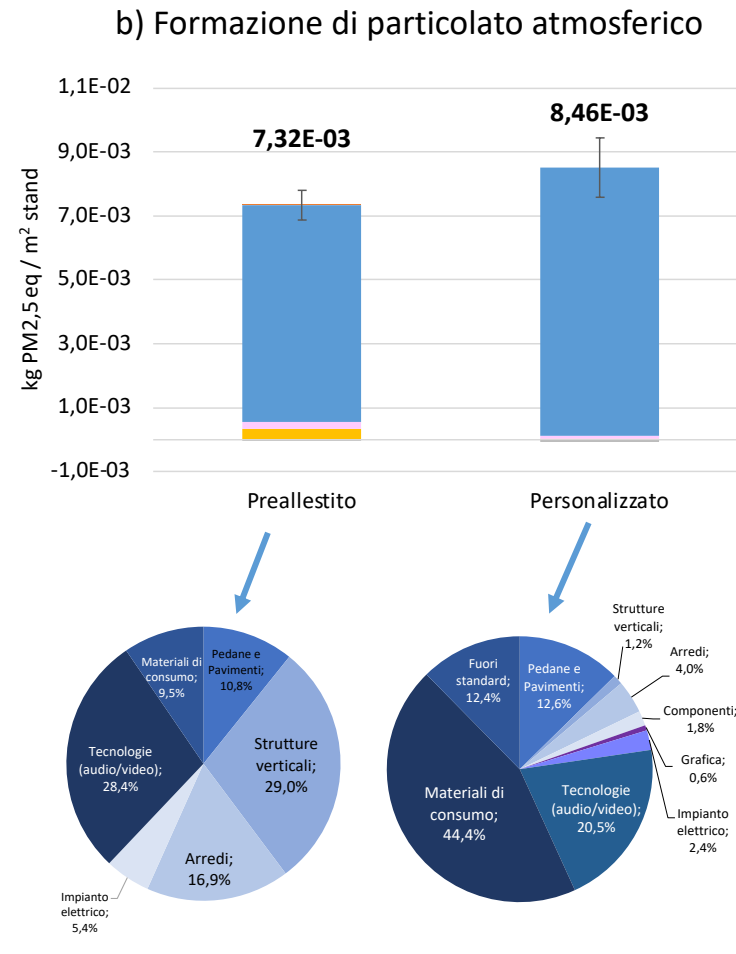 b) Formazione di particolato atmosferico
kg PM2,5 eq / m² stand
1,1E-02
9,0E-03
7,0E-03
5,0E-03
3,0E-03
1,0E-03
-1,0E-03
7,32E-03
8,46E-03
Preallestito
Personalizzato
Pedane e
Pavimenti;
10,8%
Strutture
verticali;
29,0%
Arredi;
16,9%
Impianto
elettrico;
5,4%
Tecnologie
(audio/video);
28,4%
Materiali di
consumo;
9,5%
Pedane e
Pavimenti;
12,6%
Strutture
verticali;
1,2%
Arredi;
4,0%
Componenti;
1,8%
Grafica;
0,6%
Impianto
elettrico;
2,4%
Tecnologie
(audio/video);
20,5%
Materiali di
consumo;
44,4%
Fuori
standard;
12,4%